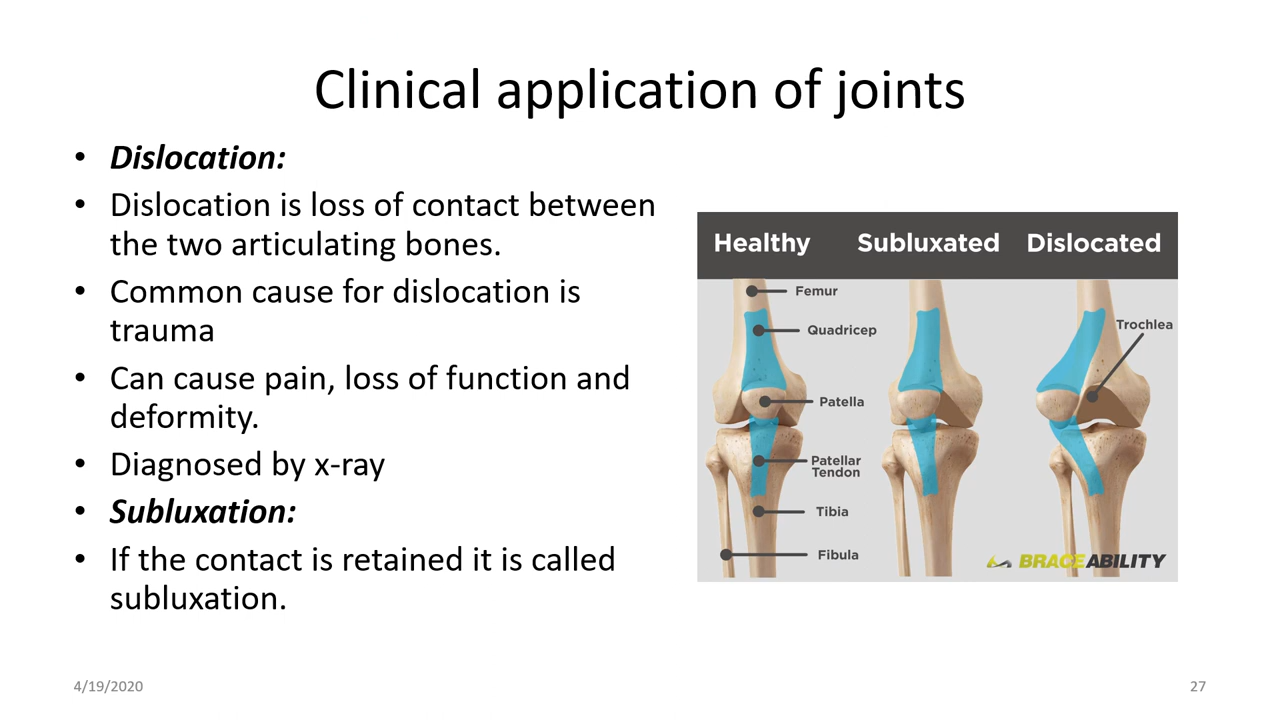 Clinical application of joints
• Dislocation:
• Dislocation is loss of contact between
the two articulating bones.
• Common cause for dislocation is
trauma
• Can cause pain, loss of function and
deformity.
• Diagnosed by x-ray
• Subluxation:
• If the contact is retained it is called
subluxation.
Healthy Subluxated Dislocated
Femur
Quadricep
Trochlea
Patella
Patellar
Tendon
Tibia
Fibula
BRACEABILITY
4/19/2020
27